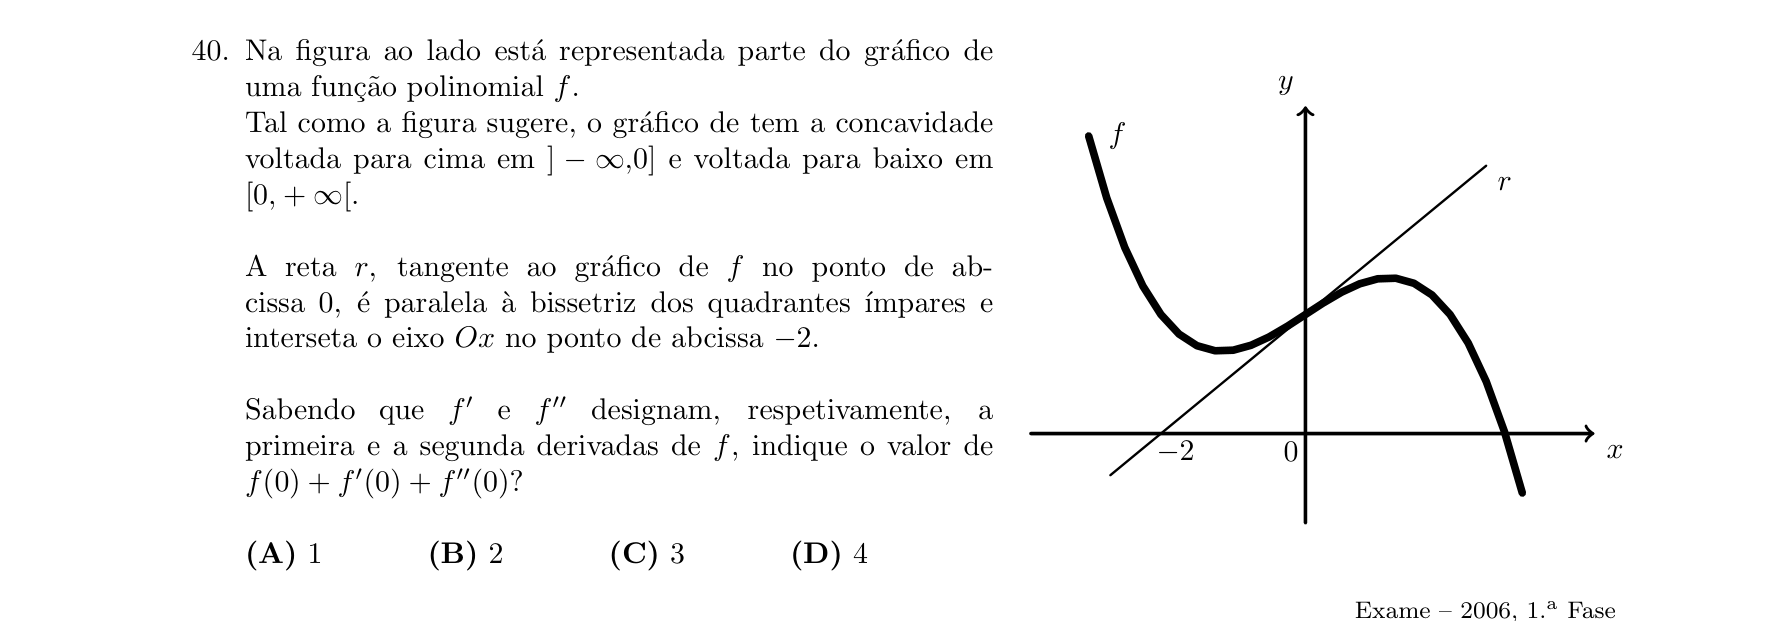 40. Na figura ao lado está representada parte do gráfico de
uma função polinomial f.
Tal como a figura sugere, o gráfico de tem a concavidade
voltada para cima em ] − ∞,0] e voltada para baixo em
[0, + ∞[.
A reta r, tangente ao gráfico de f no ponto de ab-
cissa 0, é paralela à bissetriz dos quadrantes ímpares e
interseta o eixo Ox no ponto de abcissa −2.
Sabendo que f′ e f′′ designam, respetivamente, a
primeira e a segunda derivadas de f, indique o valor de
f(0) + f′(0) + f′′(0)?
(A) 1 (B) 2 (C) 3 (D) 4
y
f
r
−2
0
x
Exame – 2006, 1.ª Fase